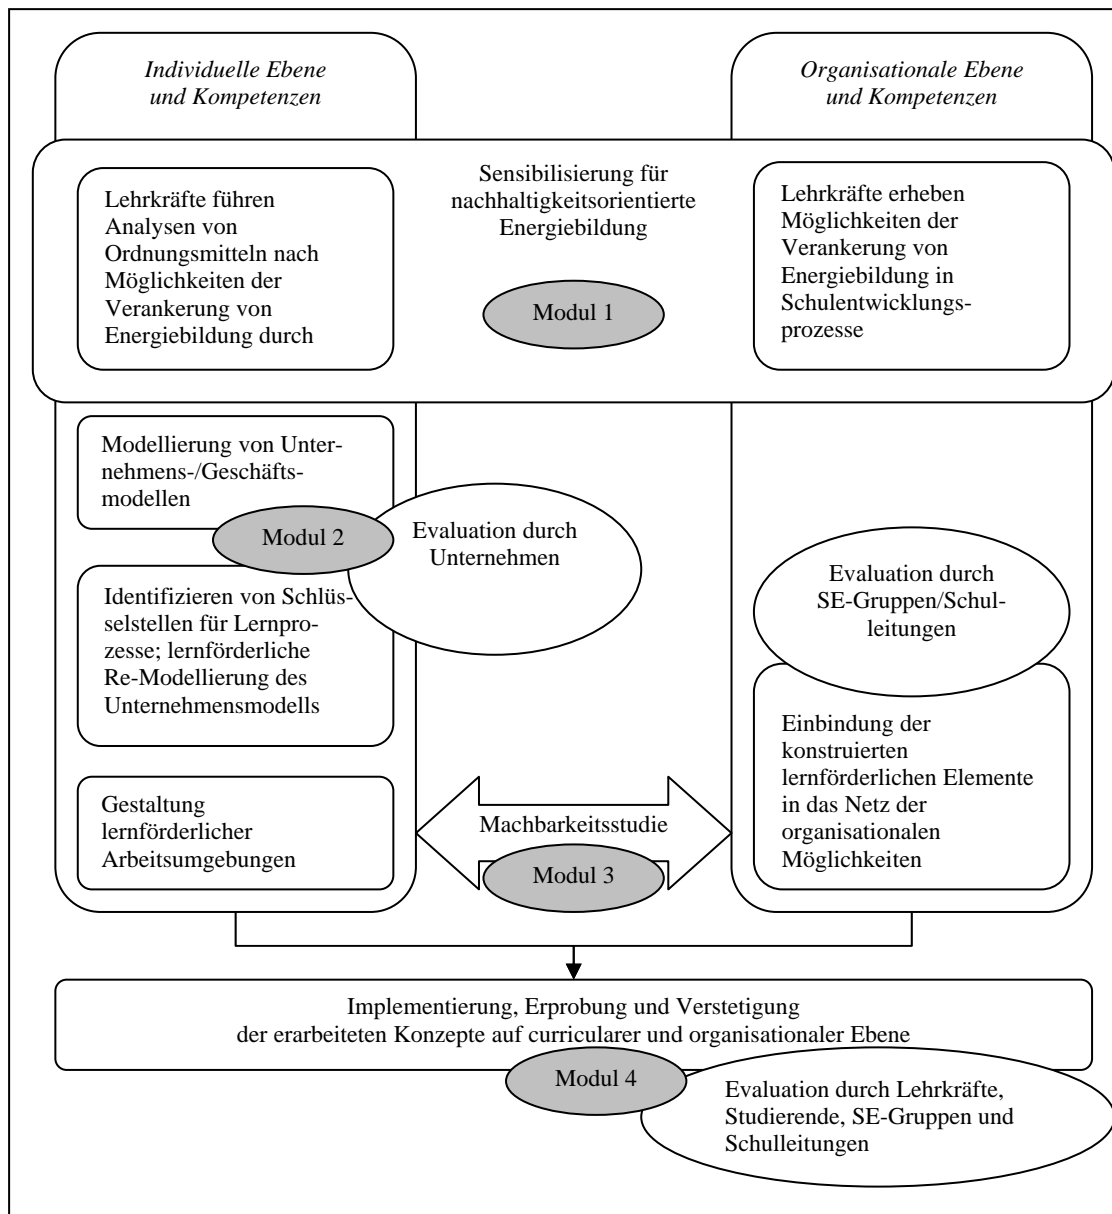 Individuelle Ebene
und Kompetenzen
Organisationale Ebene
und Kompetenzen
Lehrkräfte führen
Analysen von
Ordnungsmitteln nach
Möglichkeiten der
Verankerung von
Energiebildung durch
Sensibilisierung für
nachhaltigkeitsorientierte
Energiebildung
Modul 1
Lehrkräfte erheben
Möglichkeiten der
Verankerung von
Energiebildung in
Schulentwicklungs-
prozesse
Modellierung von Unter-
nehmens-/Geschäfts-
modellen
Modul 2
Evaluation durch
Unternehmen
Identifizieren von Schlüs-
selstellen für Lernpro-
zesse; lernförderliche
Re-Modellierung des
Unternehmensmodells
Evaluation durch
SE-Gruppen/Schul-
leitungen
Gestaltung
lernförderlicher
Arbeitsumgebungen
Machbarkeitsstudie
Modul 3
Einbindung der
konstruierten
lernförderlichen Elemente
in das Netz der
organisationalen
Möglichkeiten
Implementierung, Erprobung und Verstetigung
der erarbeiteten Konzepte auf curricularer und organisationaler Ebene
Modul 4
Evaluation durch Lehrkräfte,
Studierende, SE-Gruppen und
Schulleitungen